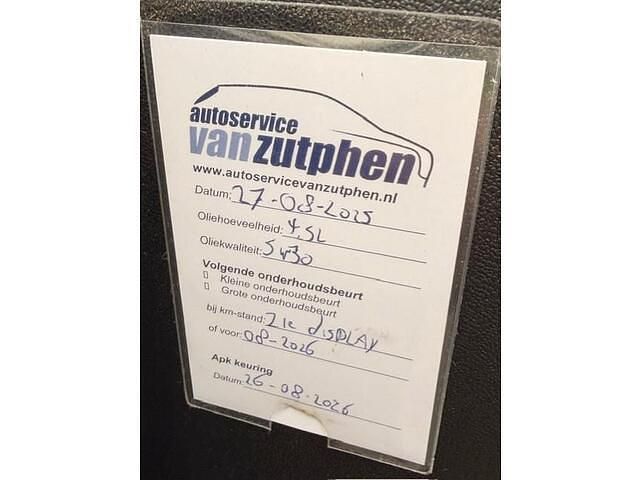 autoservice
vanzutphen
www.autoservicevanzutphen.nl
Datum: 27-08-2025
Oliehoeveelheid: 4.5L
Oliekwaliteit: 5W30
Volgende onderhoudsbeurt
Kleine onderhoudsbeurt
Grote onderhoudsbeurt
bij km-stand: Zie DISPLAY
of voor: 08-2026
Apk keuring
Datum: 26-08-2026